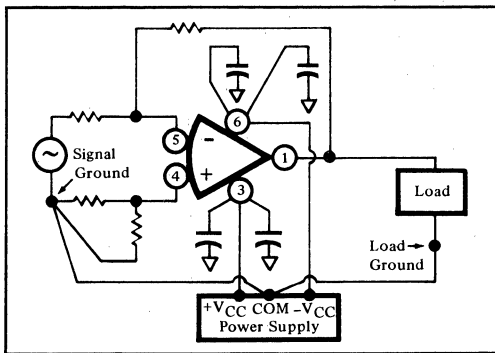 6
5
−
Signal
Ground
4
+
1
3
Load
Load
Ground
+VCC COM −VCC
Power Supply